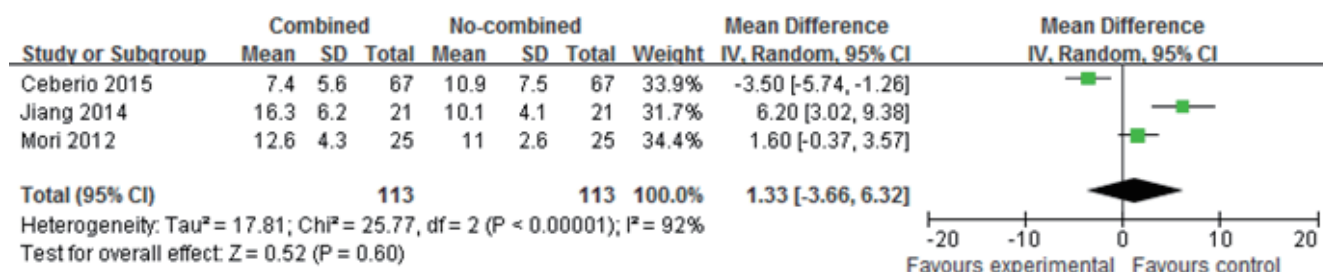 Combined No-combined Mean Difference Mean Difference
Study or Subgroup Mean SD Total Mean SD Total Weight IV, Random, 95% CI IV, Random, 95% CI
Ceberio 2015 7.4 5.6 67 10.9 7.5 67 33.9% -3.50 [-5.74, -1.26]
Jiang 2014 16.3 6.2 21 10.1 4.1 21 31.7% 6.20 [3.02, 9.38]
Mori 2012 12.6 4.3 25 11 2.6 25 34.4% 1.60 [-0.37, 3.57]
Total (95% CI) 113 113 100.0% 1.33 [-3.66, 6.32]
Heterogeneity: Tau² = 17.81; Chi² = 25.77, df = 2 (P < 0.00001); I² = 92%
Test for overall effect: Z = 0.52 (P = 0.60)
-20 -10 0 10 20
Favours experimental Favours control